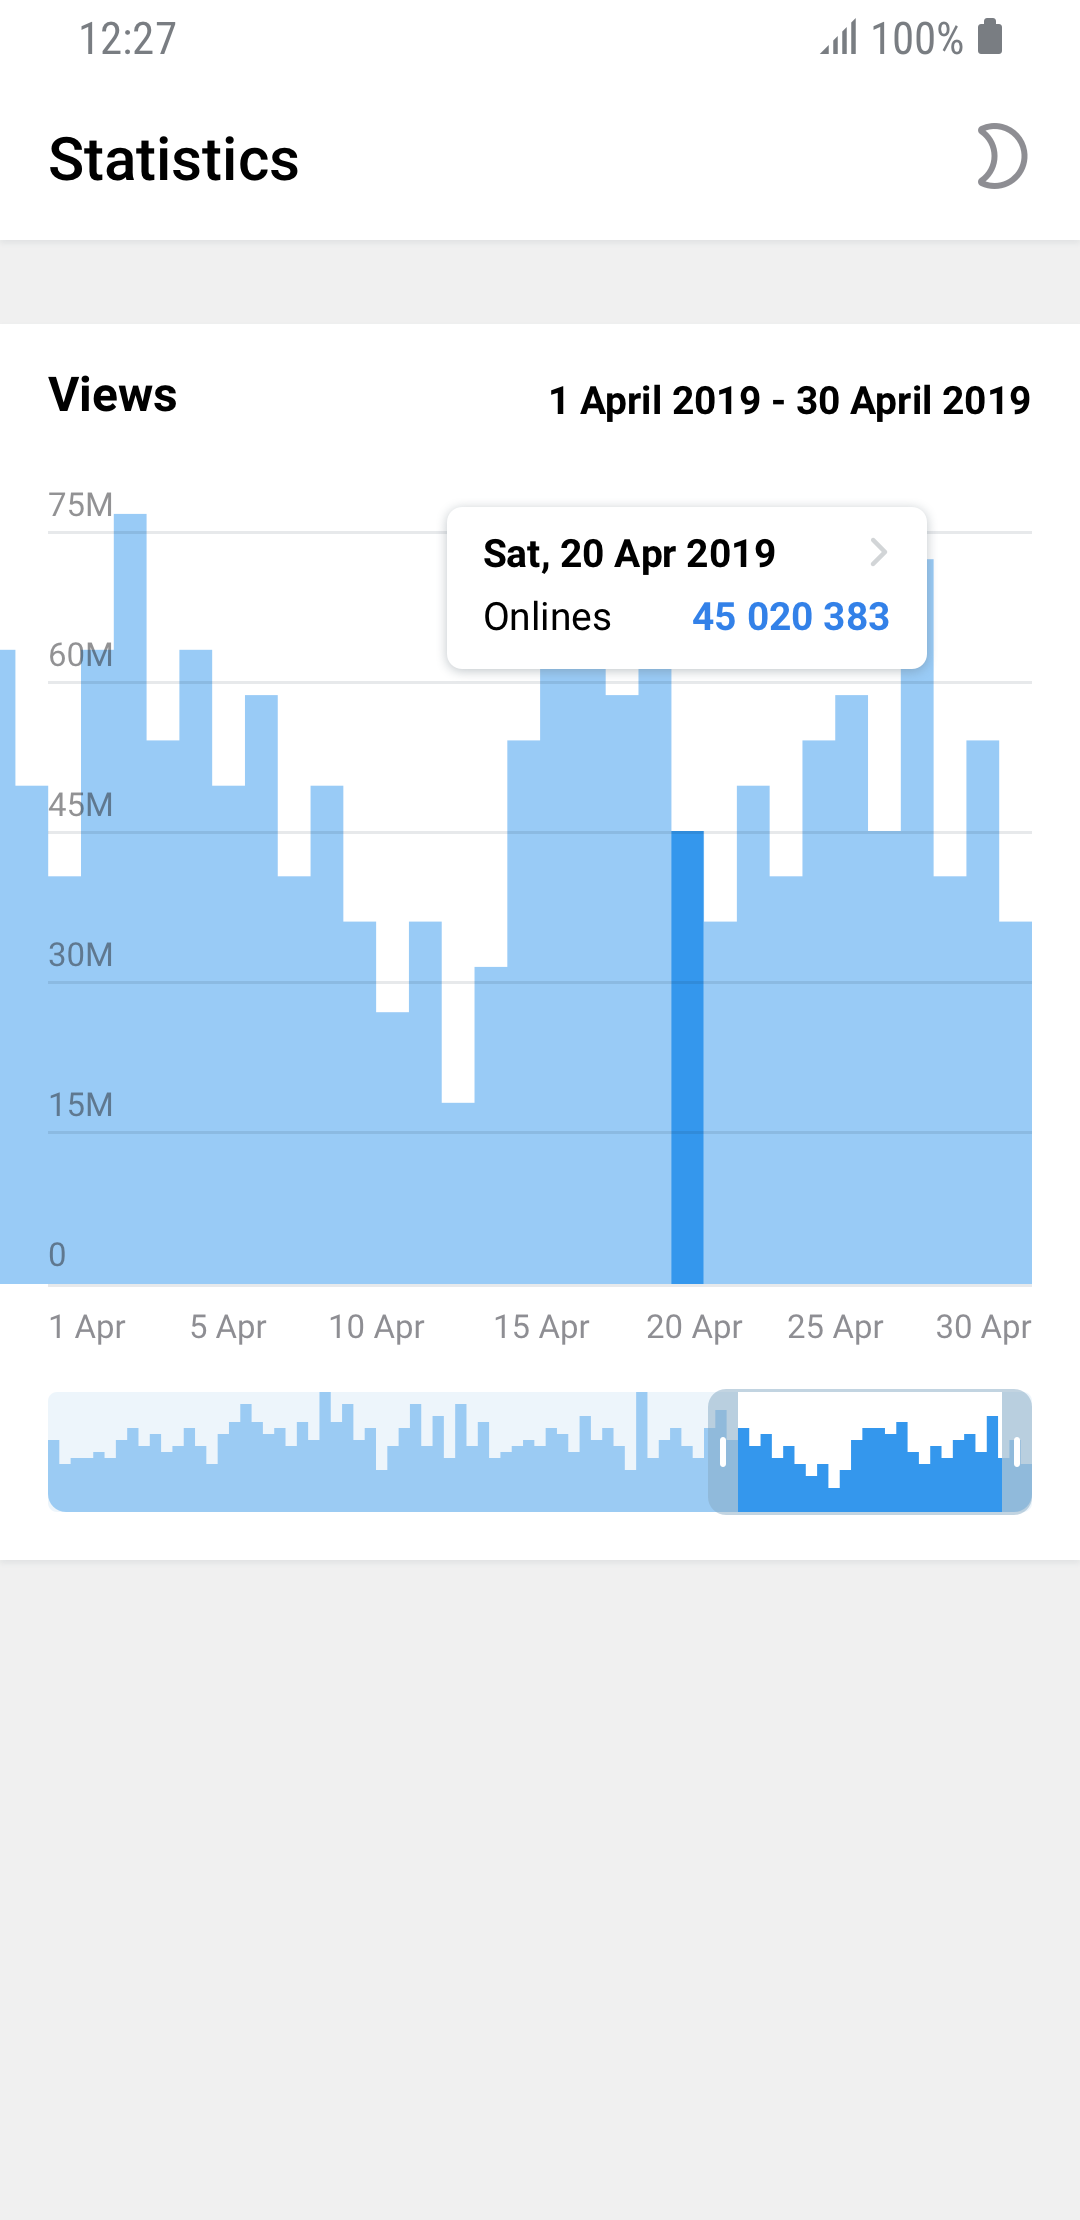 12:27 100%
Statistics
Views 1 April 2019 - 30 April 2019
75M
Sat, 20 Apr 2019
Onlines 45 020 383
60M
45M
30M
15M
0
1 Apr 5 Apr 10 Apr 15 Apr 20 Apr 25 Apr 30 Apr